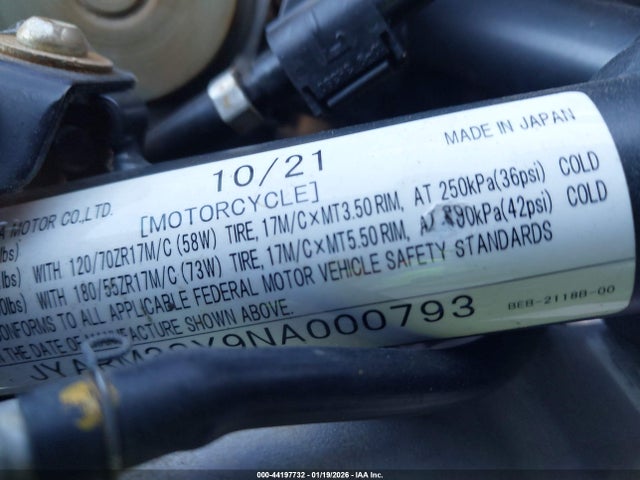 10/21
MADE IN JAPAN
MOTOR CO.,LTD.
[MOTORCYCLE]
lbs) WITH 120/70ZR17M/C (58W) TIRE, 17M/C×MT3.50 RIM, AT 250kPa(36psi) COLD
lbs) WITH 180/55ZR17M/C (73W) TIRE, 17M/C×MT5.50 RIM, AT 290kPa(42psi) COLD
CONFORMS TO ALL APPLICABLE FEDERAL MOTOR VEHICLE SAFETY STANDARDS
IN THE DATE OF MANUFACTURE SHOWN ABOVE.
BEB-2118B-00
9NA000793
000-44197732 - 01/19/2026 - IAA Inc.